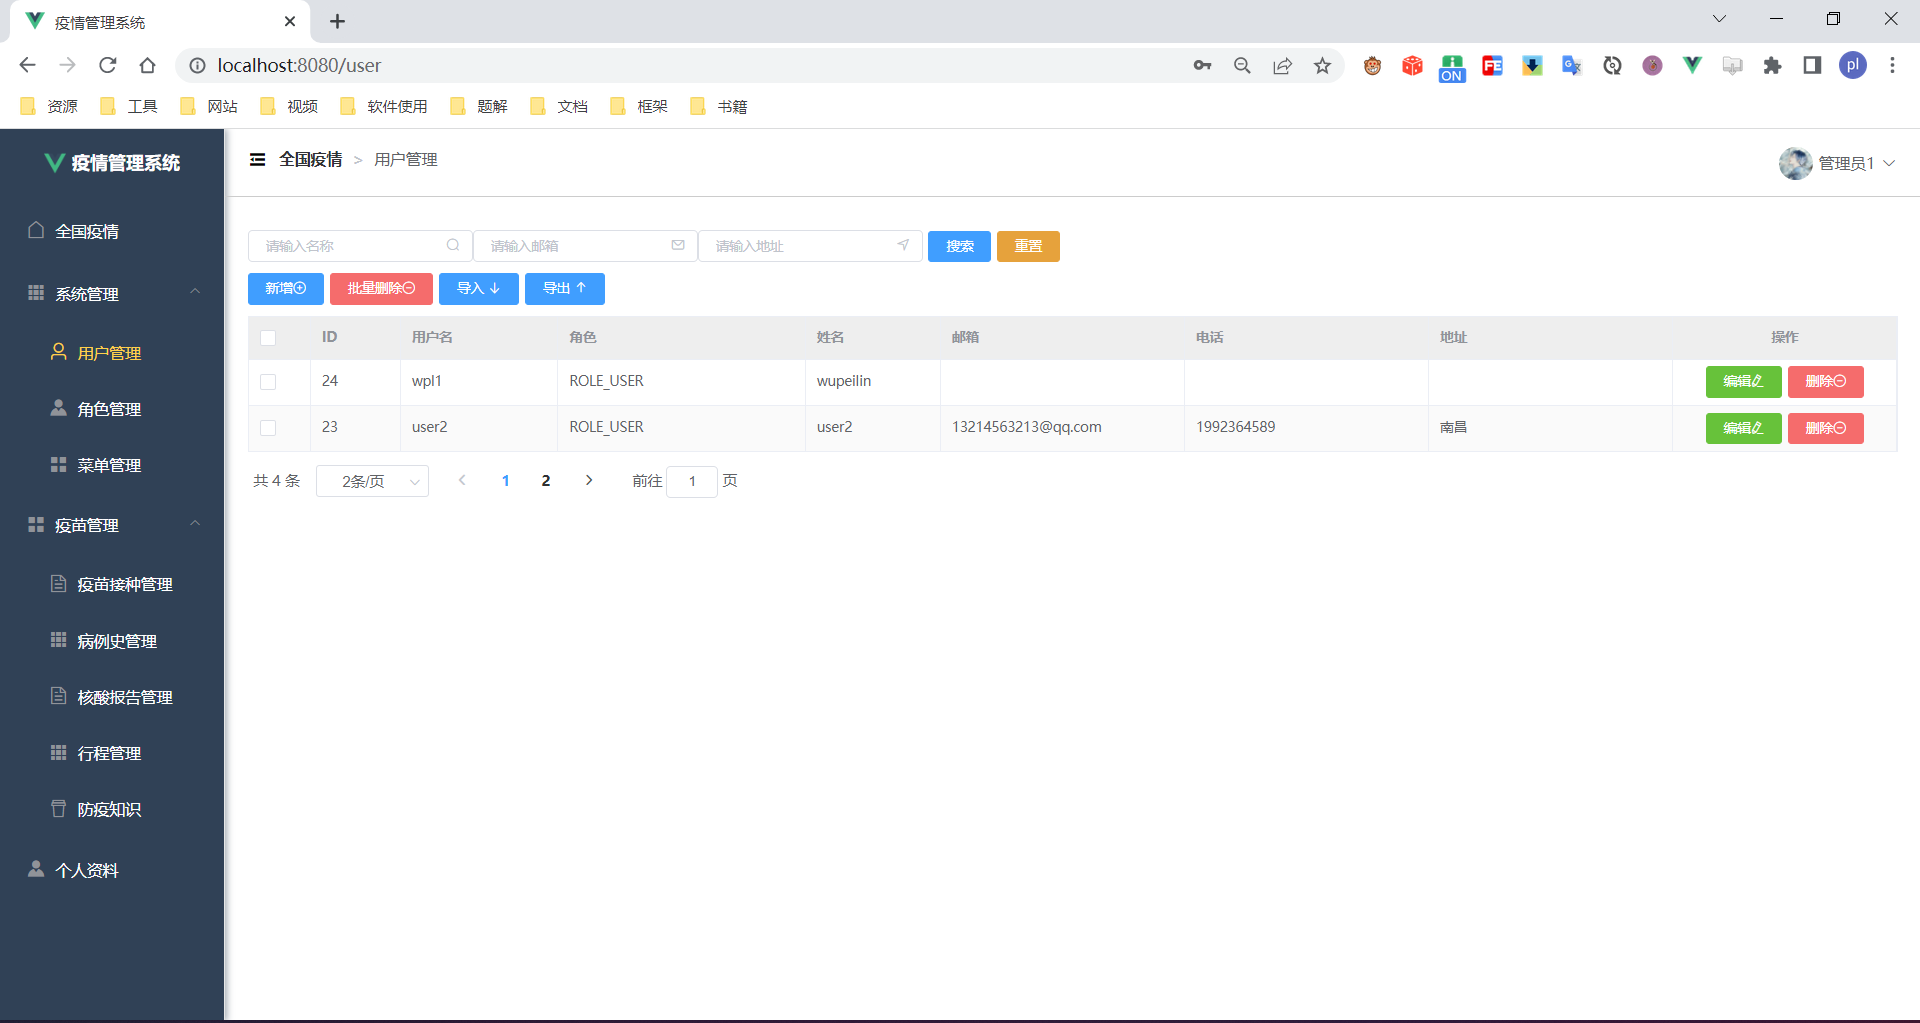 疫情管理系统
localhost:8080/user
ON
FE
pl
资源 工具 网站 视频 软件使用 题解 文档 框架 书籍
疫情管理系统
全国疫情 > 用户管理
管理员1
全国疫情
系统管理
用户管理
角色管理
菜单管理
疫苗管理
疫苗接种管理
病例史管理
核酸报告管理
行程管理
防疫知识
个人资料
请输入名称 请输入邮箱 请输入地址 搜索 重置
新增 批量删除 导入 导出
ID 用户名 角色 姓名 邮箱 电话 地址 操作
24 wpl1 ROLE_USER wupeilin 编辑 删除
23 user2 ROLE_USER user2 13214563213@qq.com 1992364589 南昌 编辑 删除
共 4 条 2条/页 1 2 前往 1 页